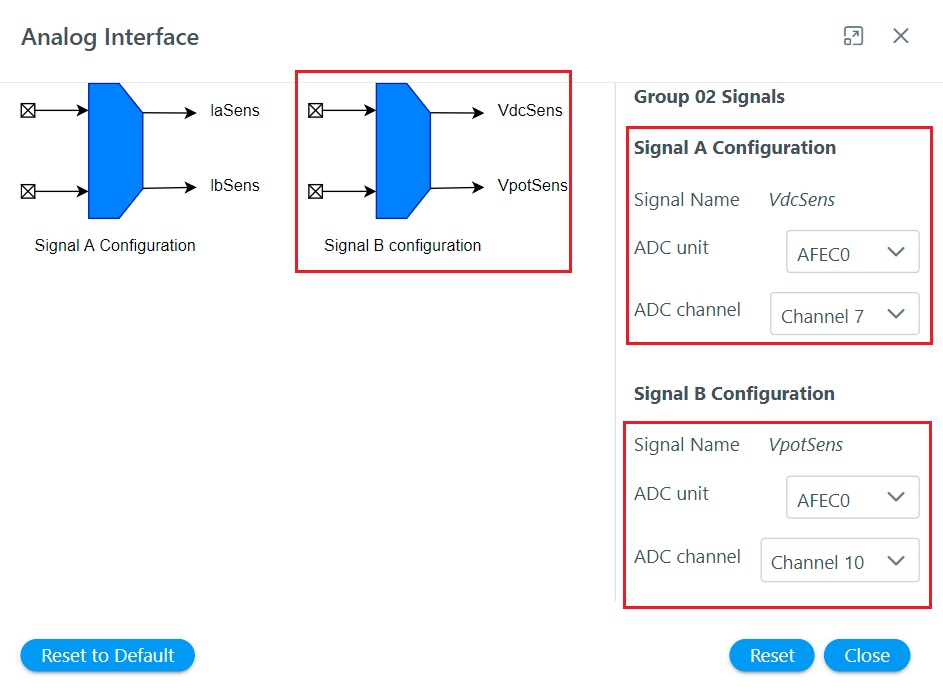 Analog Interface
IaSens
IbSens
Signal A Configuration
VdcSens
VpotSens
Signal B configuration
Group 02 Signals
Signal A Configuration
Signal Name VdcSens
ADC unit AFEC0
ADC channel Channel 7
Signal B Configuration
Signal Name VpotSens
ADC unit AFEC0
ADC channel Channel 10
Reset to Default
Reset
Close